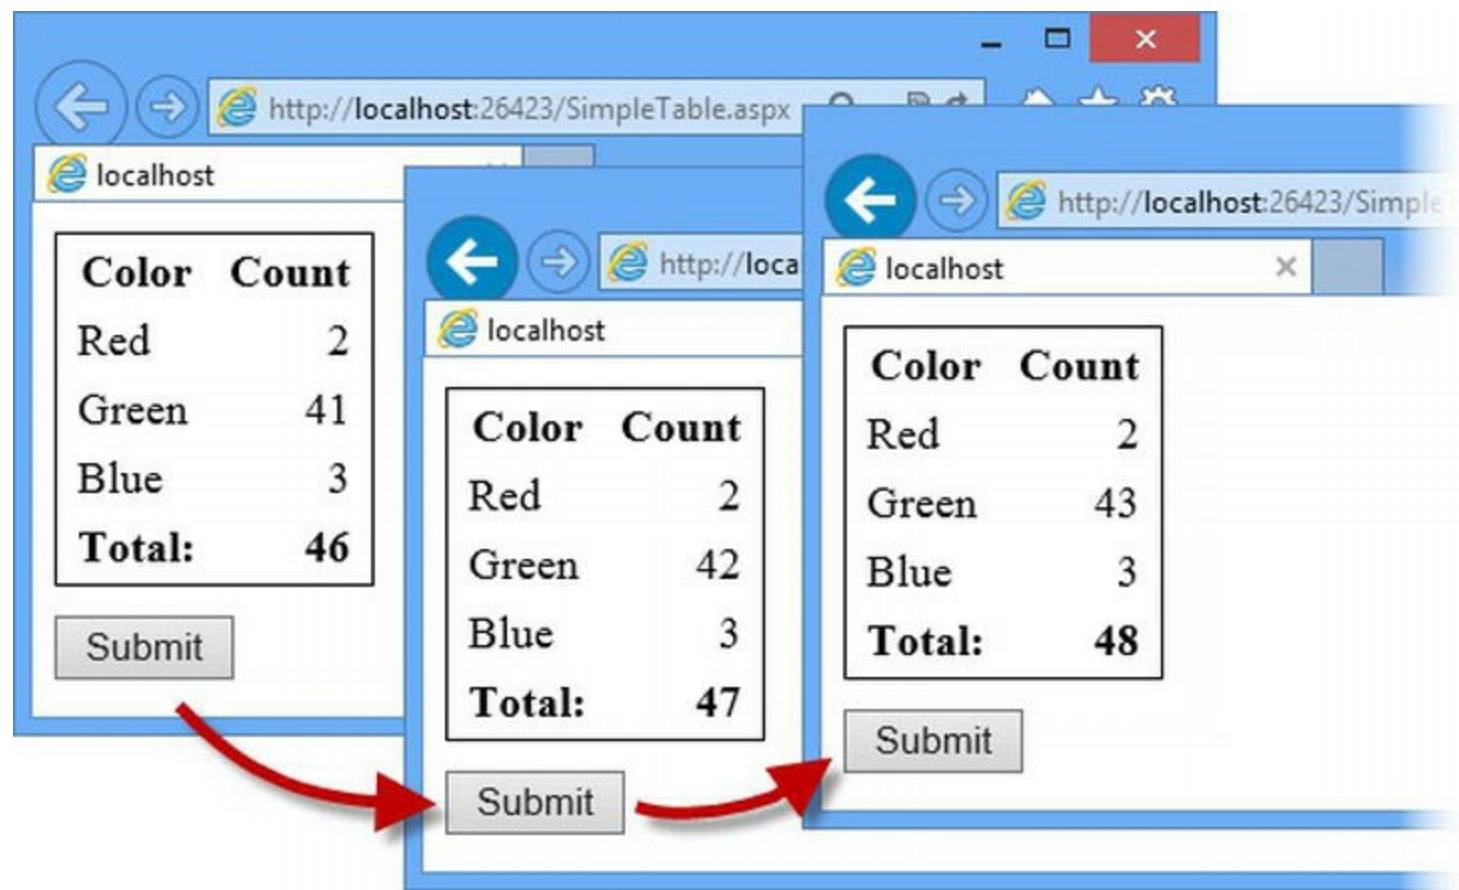 http://localhost:26423/SimpleTable.aspx
localhost
Color Count
Red 2
Green 41
Blue 3
Total: 46
Submit
http://loca
localhost
Color Count
Red 2
Green 42
Blue 3
Total: 47
Submit
http://localhost:26423/Simple
localhost
Color Count
Red 2
Green 43
Blue 3
Total: 48
Submit